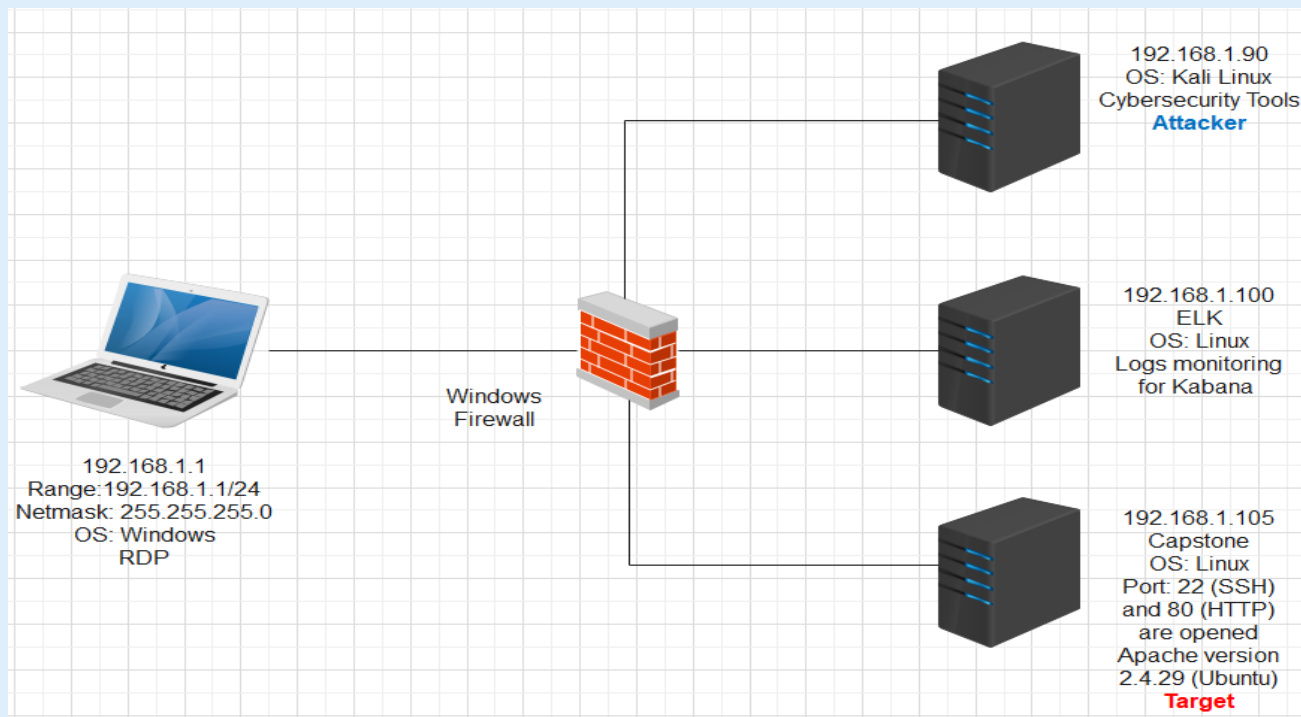 192.168.1.90
OS: Kali Linux
Cybersecurity Tools
Attacker
192.168.1.100
ELK
OS: Linux
Logs monitoring
for Kabana
Windows
Firewall
192.168.1.1
Range:192.168.1.1/24
Netmask: 255.255.255.0
OS: Windows
RDP
192.168.1.105
Capstone
OS: Linux
Port: 22 (SSH)
and 80 (HTTP)
are opened
Apache version
2.4.29 (Ubuntu)
Target